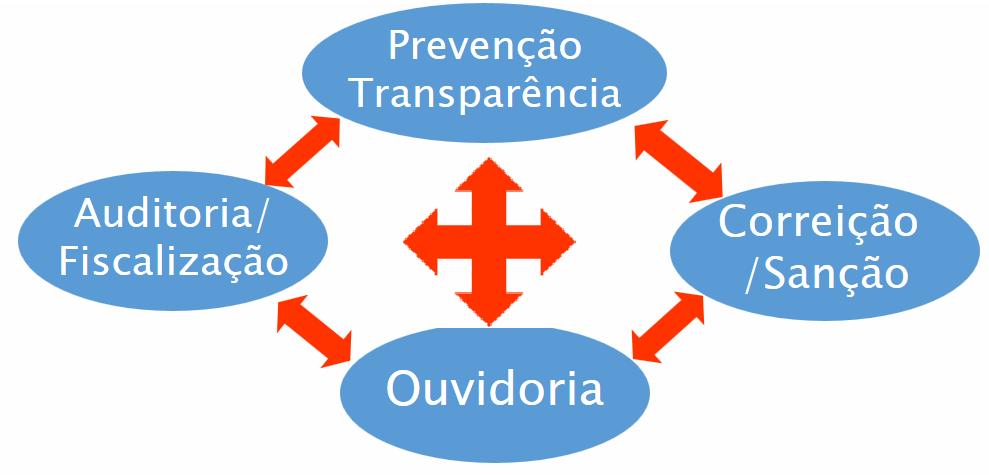 Prevenção
Transparência
Auditoria/
Fiscalização
Correição
/Sanção
Ouvidoria